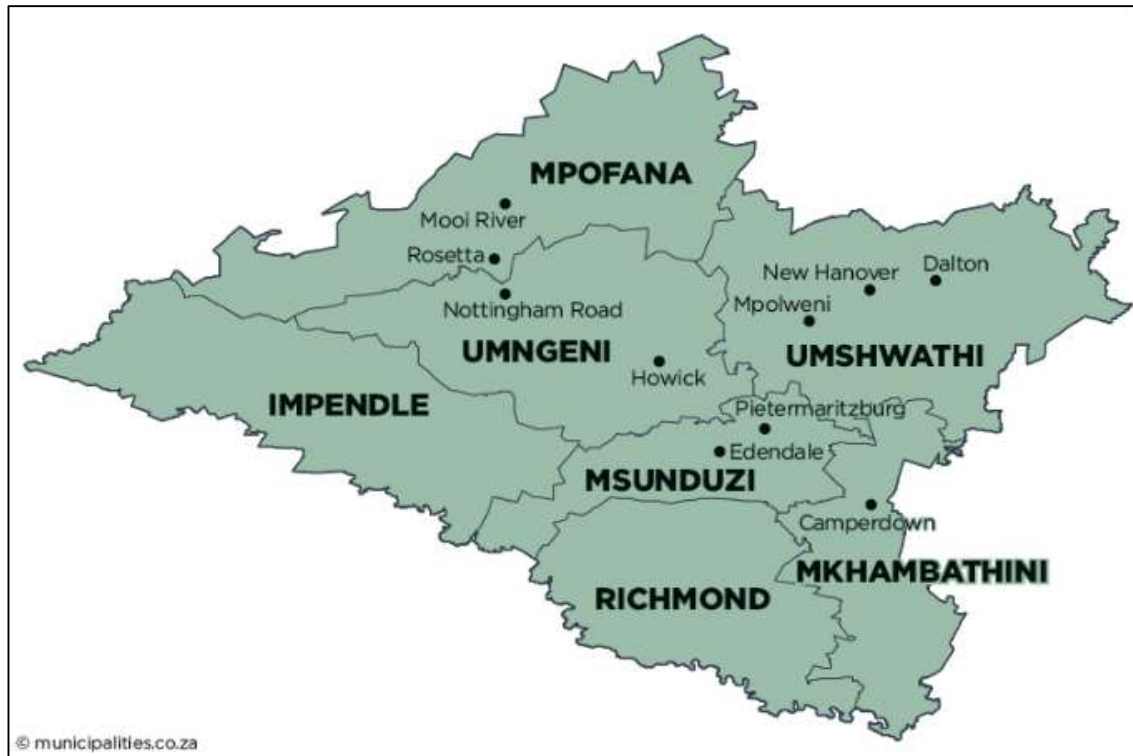 MPOFANA
Mooi River
Rosetta
New Hanover
Dalton
Nottingham Road
Mpolweni
UMNGENI
UMSHWATHI
Howick
IMPENDLE
Pietermaritzburg
Edendale
MSUNDUZI
Camperdown
MKHAMBATHINI
RICHMOND
© municipalities.co.za